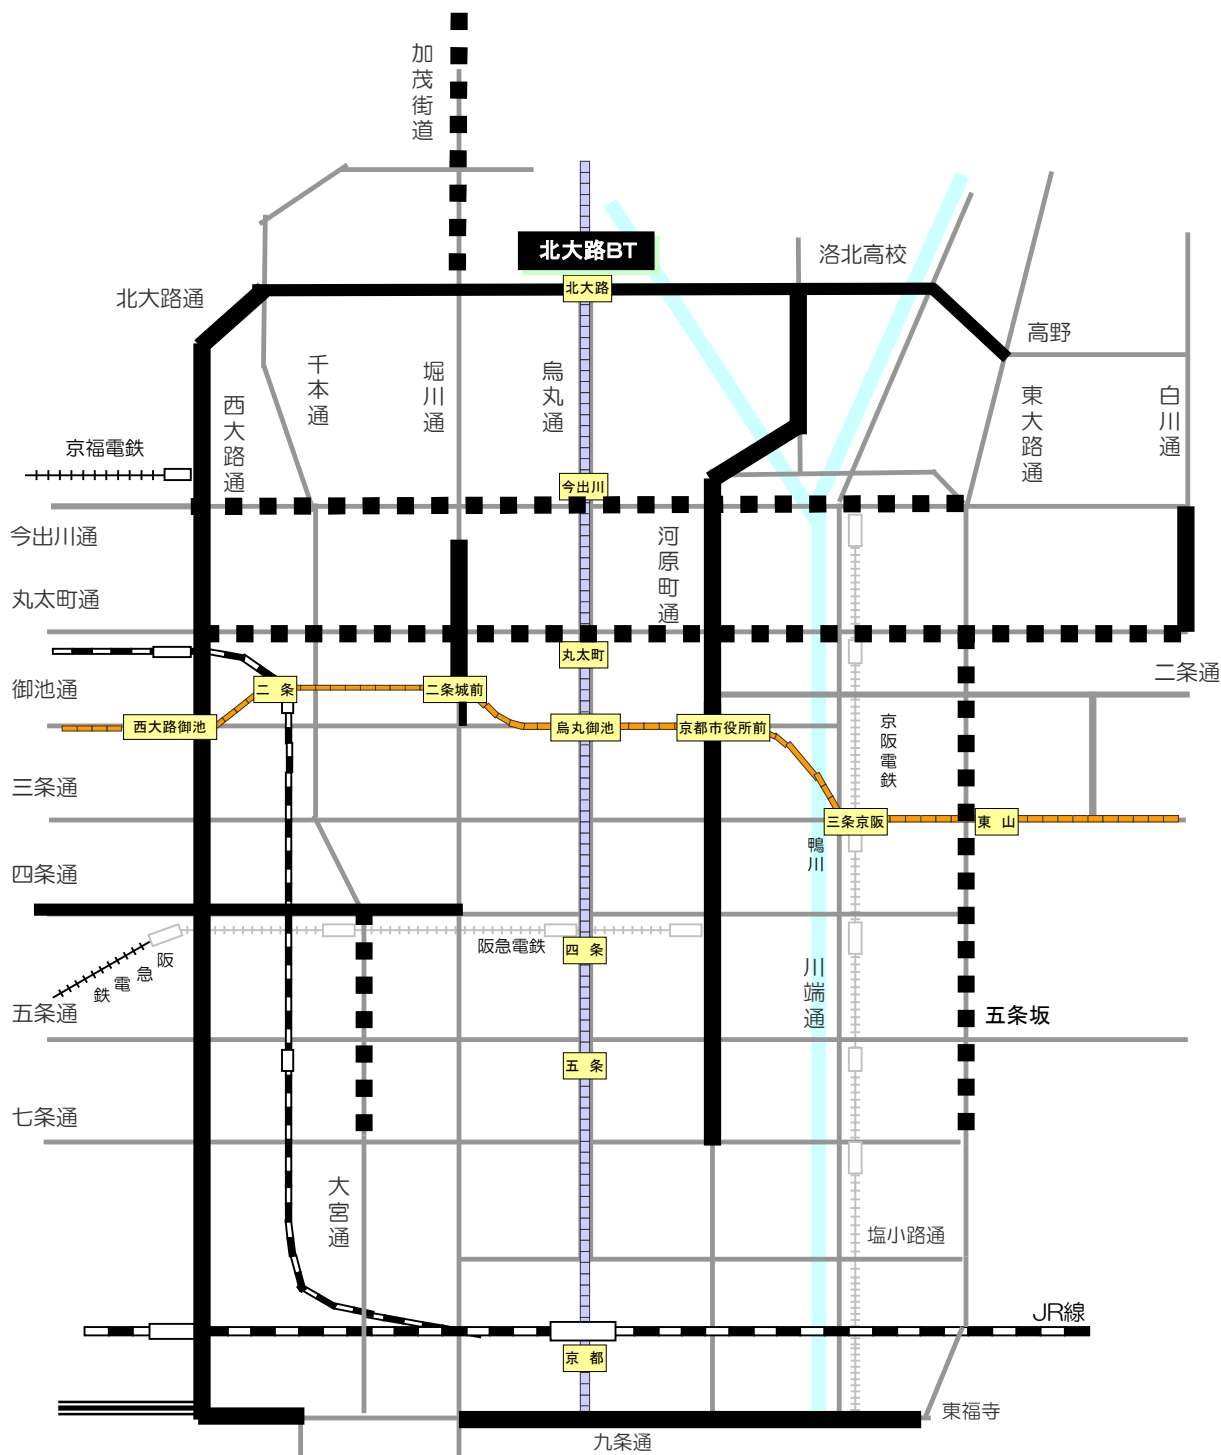 加茂街道
北大路BT
洛北高校
北大路通
北大路
高野
千本通
堀川通
烏丸通
西大路通
東大路通
白川通
京福電鉄
今出川
今出川通
河原町通
丸太町通
丸太町
御池通
二条
二条城前
二条通
西大路御池
烏丸御池
京都市役所前
京阪電鉄
三条通
三条京阪
東山
鴨川
四条通
阪急電鉄
四条
阪急電鉄
川端通
五条通
五条坂
五条
七条通
大宮通
塩小路通
JR線
京都
東福寺
九条通